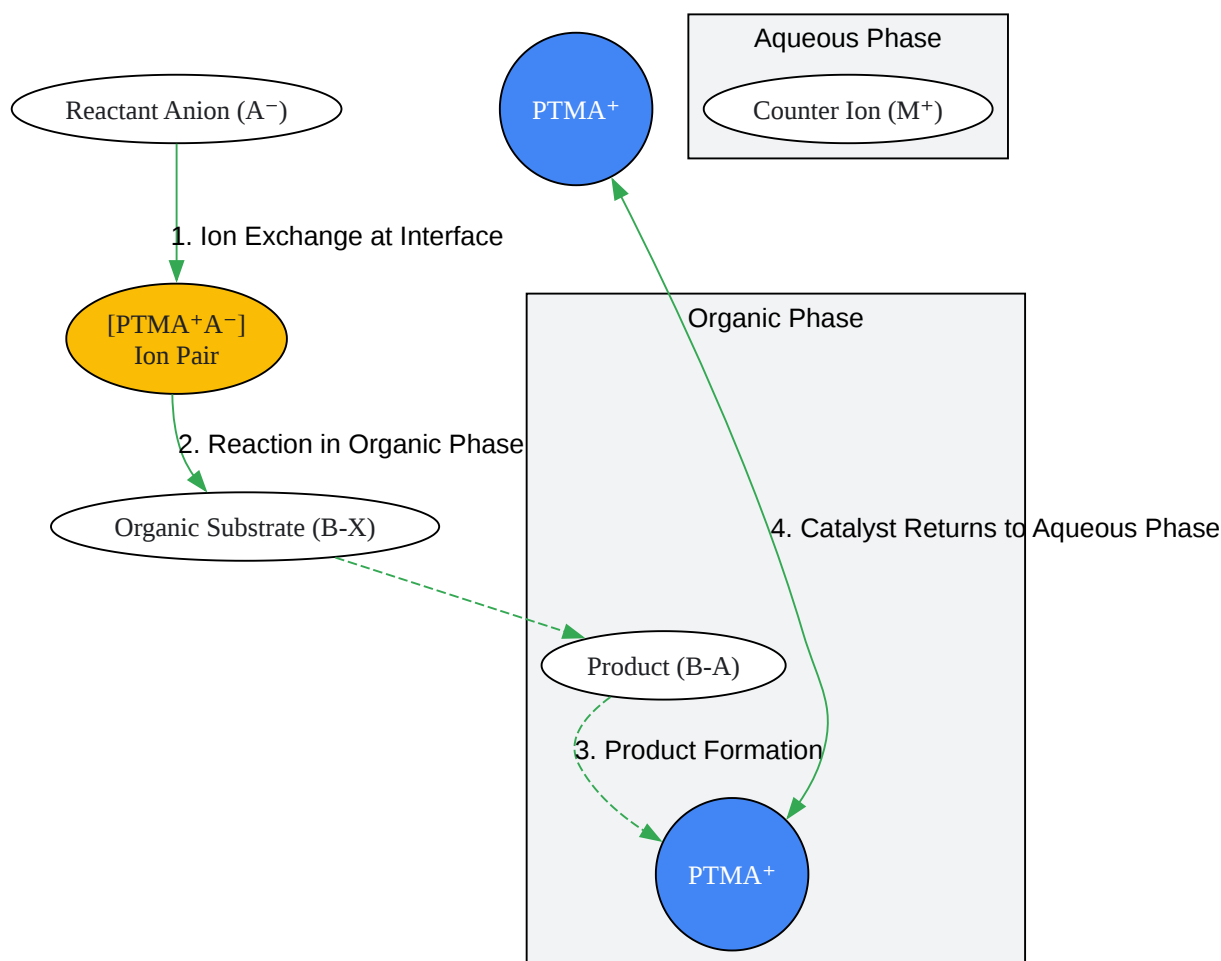 Aqueous Phase
Reactant Anion (A⁻)
PTMA⁺
Counter Ion (M⁺)
1. Ion Exchange at Interface
[PTMA⁺A⁻]
Ion Pair
Organic Phase
2. Reaction in Organic Phase
Organic Substrate (B-X)
4. Catalyst Returns to Aqueous Phase
Product (B-A)
3. Product Formation
PTMA⁺